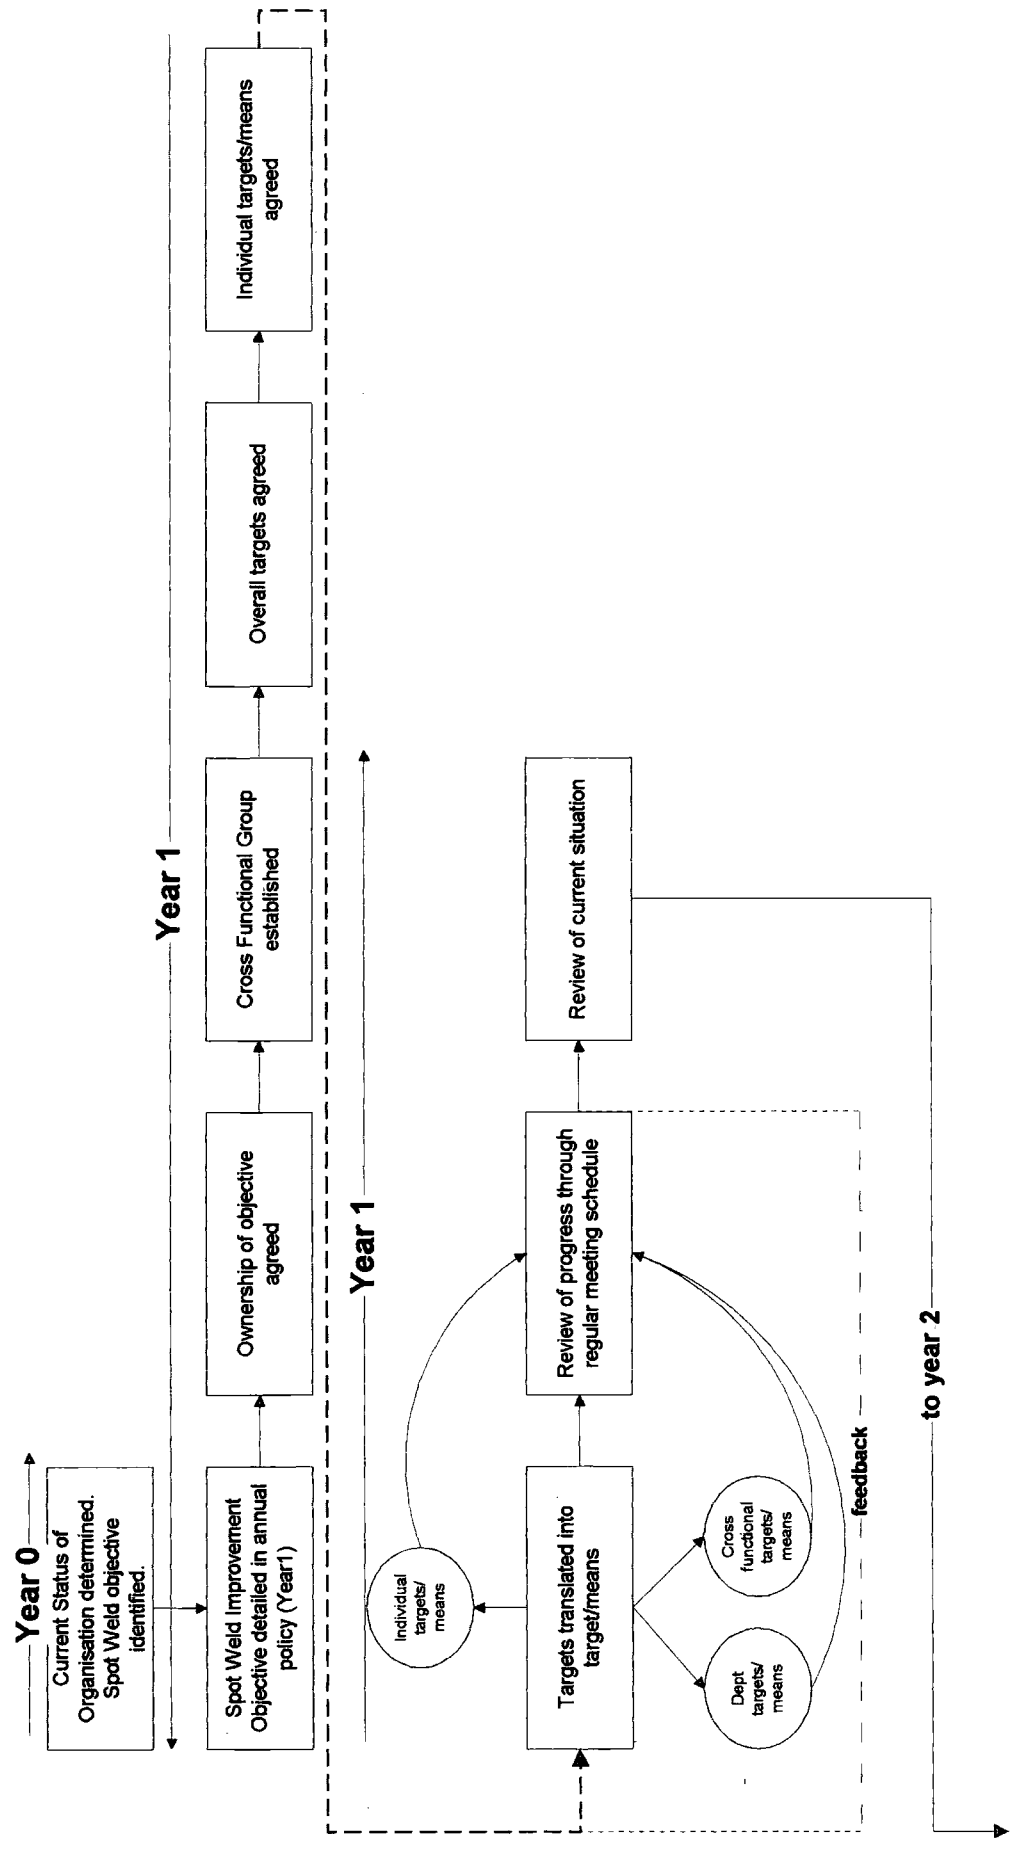 Year 0
Current Status of
Organisation determined.
Spot Weld objective
identified.
Year 1
Spot Weld Improvement
Objective detailed in annual
policy (Year1)
Ownership of objective
agreed
Cross Functional Group
established
Overall targets agreed
Individual targets/means
agreed
Year 1
Individual
targets/
means
Targets translated into
target/means
Review of progress through
regular meeting schedule
Review of current situation
Dept
targets/
means
Cross
functional
targets/
means
feedback
to year 2